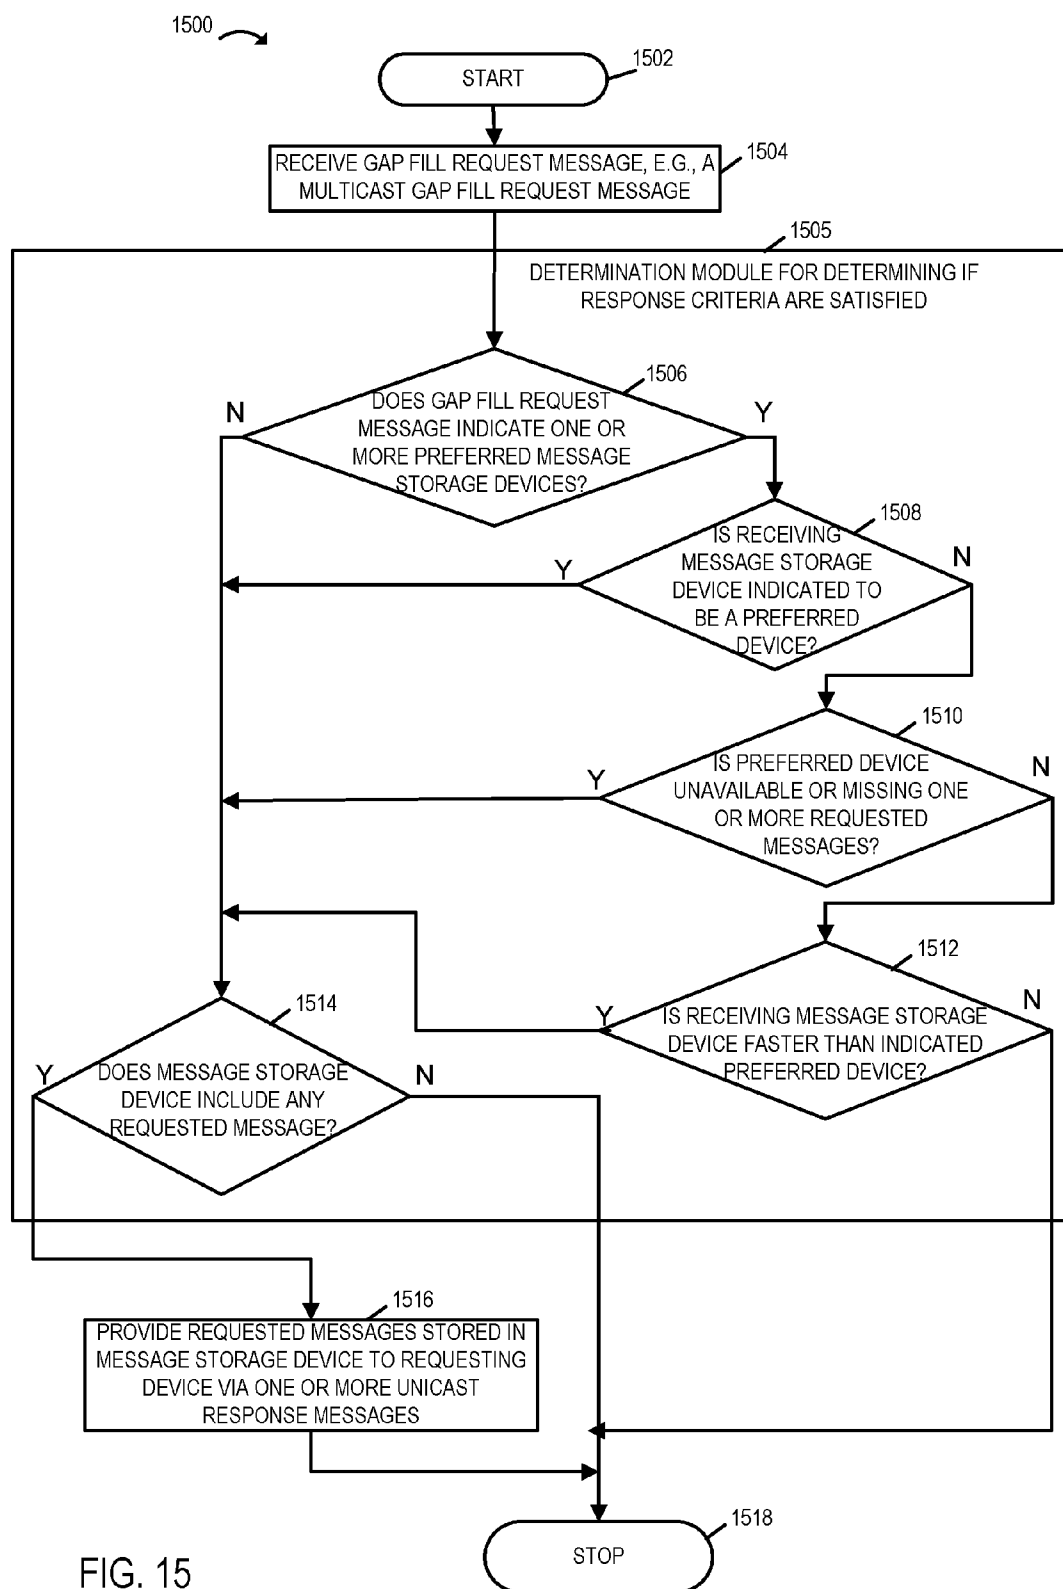 1500
START
1502
RECEIVE GAP FILL REQUEST MESSAGE, E.G., A
MULTICAST GAP FILL REQUEST MESSAGE
1504
1505
DETERMINATION MODULE FOR DETERMINING IF
RESPONSE CRITERIA ARE SATISFIED
1506
DOES GAP FILL REQUEST
MESSAGE INDICATE ONE OR
MORE PREFERRED MESSAGE
STORAGE DEVICES?
N
Y
1508
IS RECEIVING
MESSAGE STORAGE
DEVICE INDICATED TO
BE A PREFERRED
DEVICE?
Y
N
1510
IS PREFERRED DEVICE
UNAVAILABLE OR MISSING ONE
OR MORE REQUESTED
MESSAGES?
Y
N
1512
IS RECEIVING MESSAGE STORAGE
DEVICE FASTER THAN INDICATED
PREFERRED DEVICE?
Y
N
1514
DOES MESSAGE STORAGE
DEVICE INCLUDE ANY
REQUESTED MESSAGE?
Y
N
1516
PROVIDE REQUESTED MESSAGES STORED IN
MESSAGE STORAGE DEVICE TO REQUESTING
DEVICE VIA ONE OR MORE UNICAST
RESPONSE MESSAGES
1518
STOP
FIG. 15